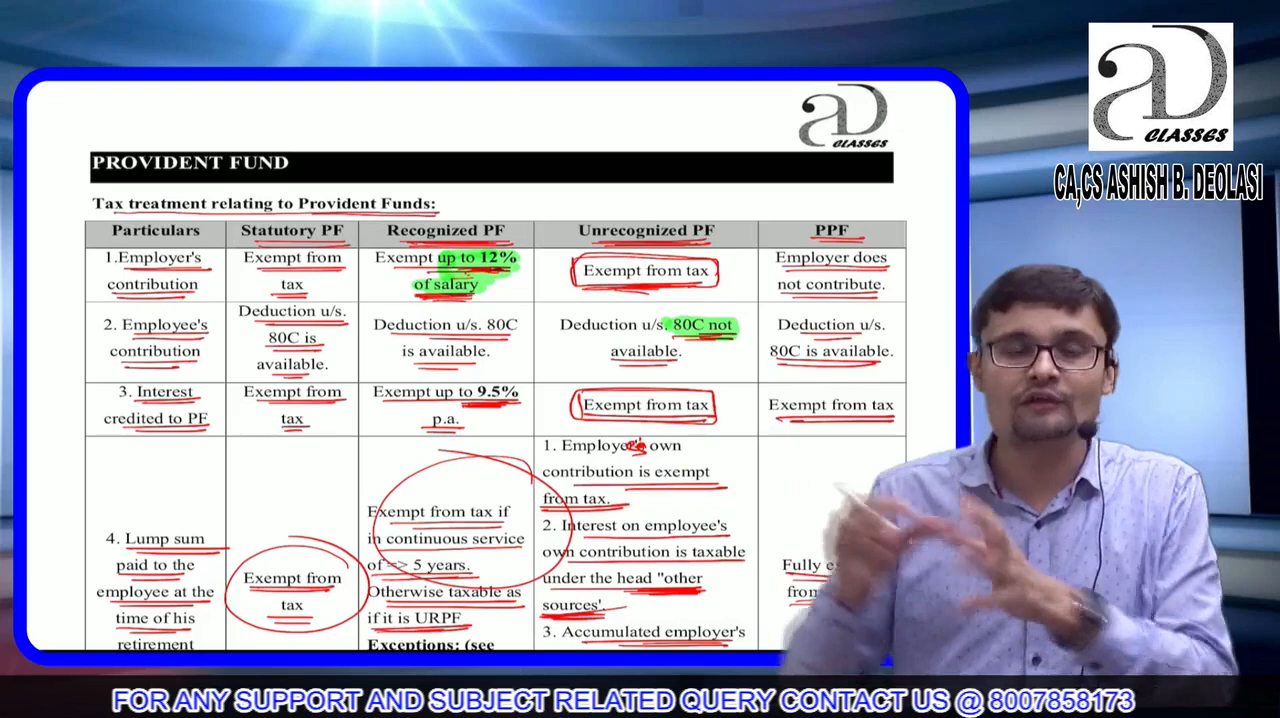 aD
CLASSES
aD
CLASSES
CA,CS ASHISH B. DEOLASI
PROVIDENT FUND
Tax treatment relating to Provident Funds:
Particulars Statutory PF Recognized PF Unrecognized PF PPF
1.Employer's contribution
Exempt from tax
Exempt up to 12% of salary
Exempt from tax
Employer does not contribute.
2. Employee's contribution
Deduction u/s. 80C is available.
Deduction u/s. 80C is available.
Deduction u/s. 80C not available.
Deduction u/s. 80C is available.
3. Interest credited to PF
Exempt from tax
Exempt up to 9.5% p.a.
Exempt from tax
Exempt from tax
4. Lump sum paid to the employee at the time of his retirement
Exempt from tax
Exempt from tax if in continuous service of => 5 years.
Otherwise taxable as if it is URPF
Exceptions: (see
1. own contribution is exempt from tax.
2. Interest on employee's own contribution is taxable under the head "other sources'.
3. Accumulated employer's
Fully
FOR ANY SUPPORT AND SUBJECT RELATED QUERY CONTACT US @ 8007858173